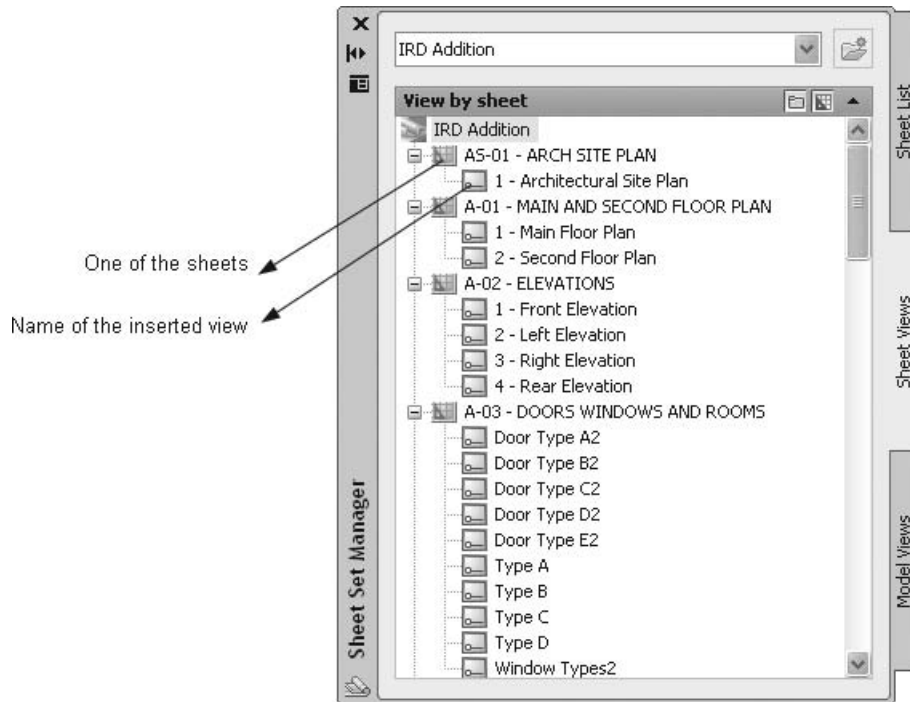 IRD Addition
View by sheet
IRD Addition
AS-01 - ARCH SITE PLAN
1 - Architectural Site Plan
A-01 - MAIN AND SECOND FLOOR PLAN
1 - Main Floor Plan
2 - Second Floor Plan
A-02 - ELEVATIONS
1 - Front Elevation
2 - Left Elevation
3 - Right Elevation
4 - Rear Elevation
A-03 - DOORS WINDOWS AND ROOMS
Door Type A2
Door Type B2
Door Type C2
Door Type D2
Door Type E2
Type A
Type B
Type C
Type D
Window Types2
One of the sheets
Name of the inserted view
Sheet Set Manager
Sheet List
Sheet Views
Model Views